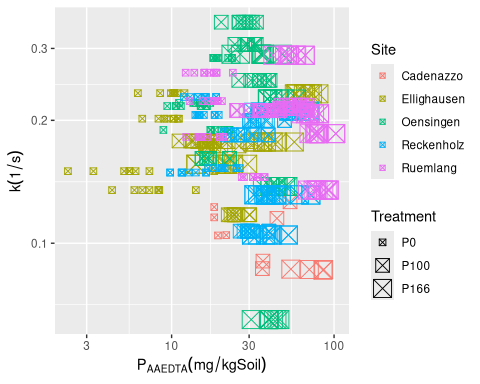 0.3
0.2
0.1
k(1/s)
3
10
30
100
PAAEDTA(mg/kgSoil)
Site
Cadenazzo
Ellighausen
Oensingen
Reckenholz
Ruemlang
Treatment
P0
P100
P166